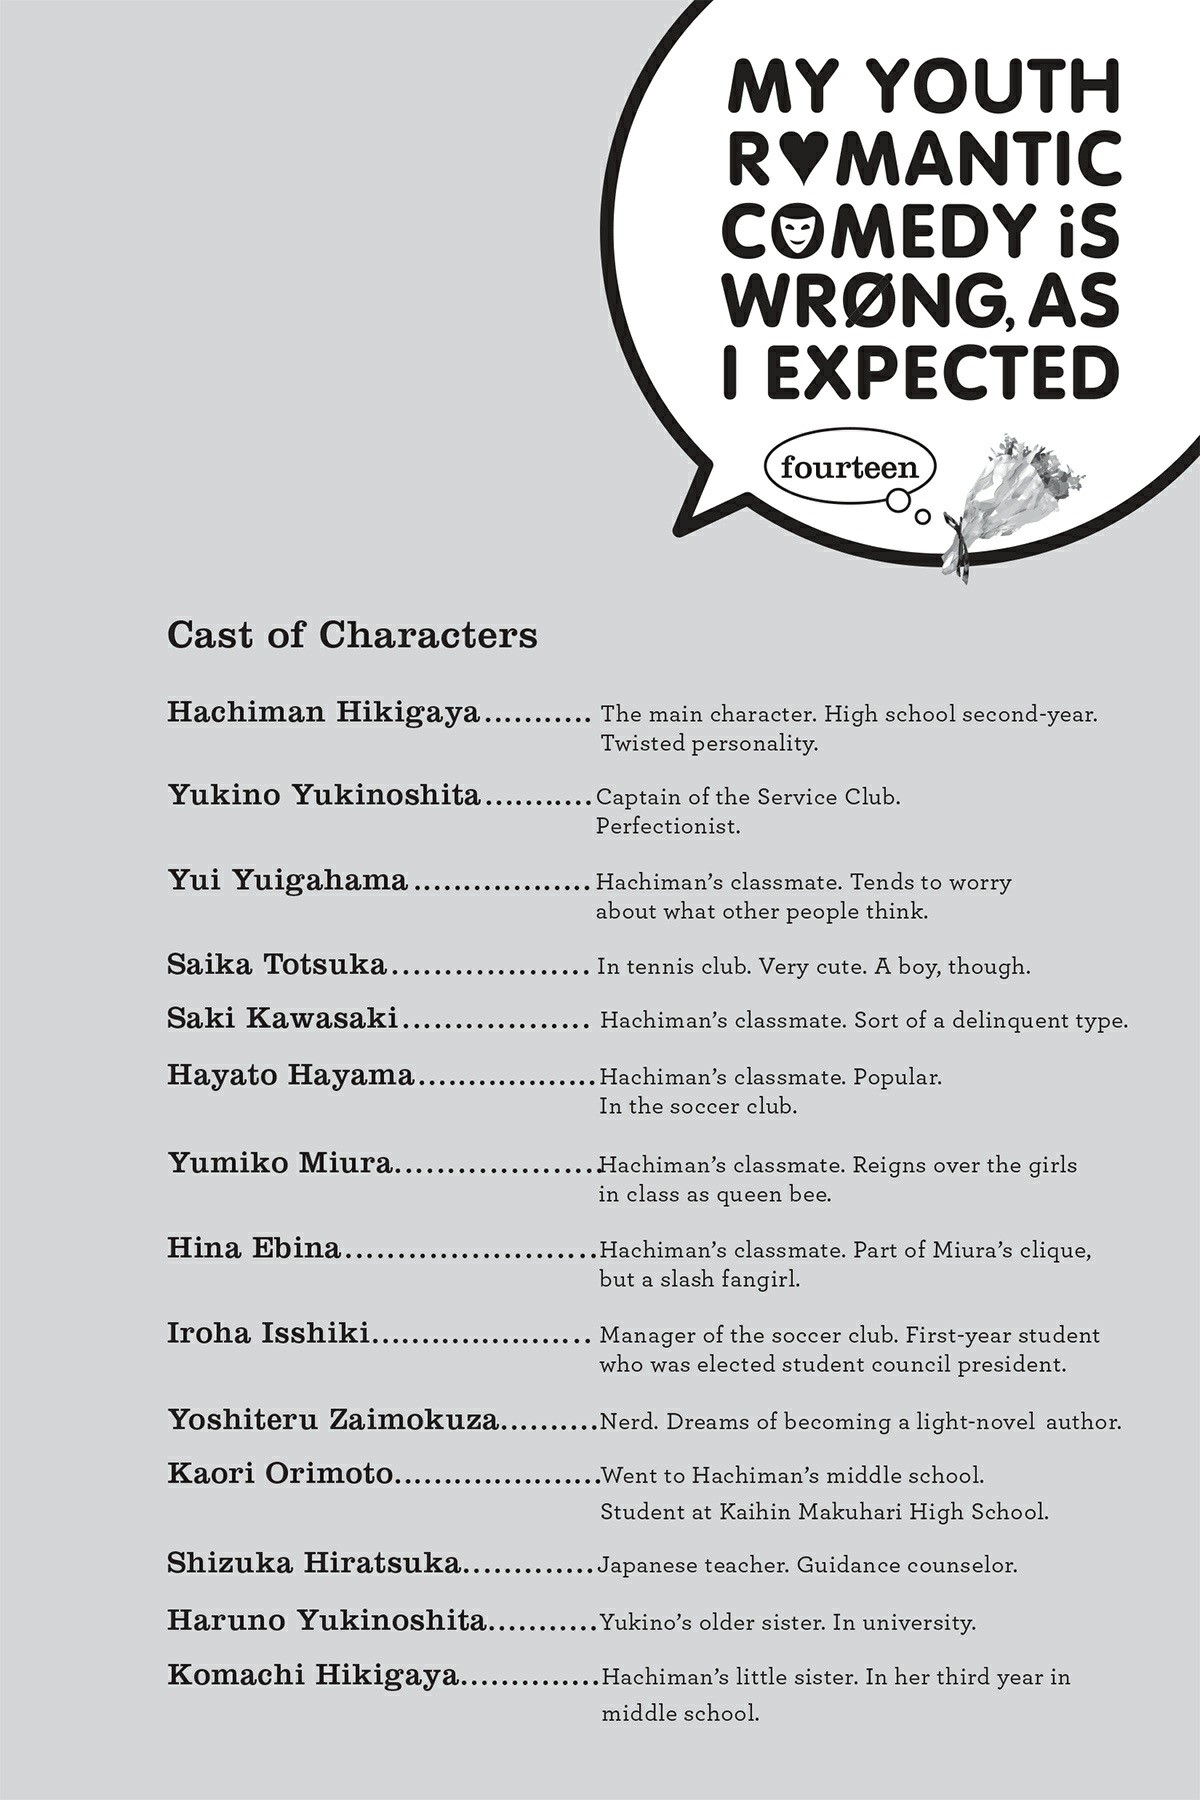 MY YOUTH
R♥MANTIC
COMEDY iS
WRØNG, AS
I EXPECTED
fourteen
Cast of Characters
Hachiman Hikigaya........... The main character. High school second-year.
Twisted personality.
Yukino Yukinoshita...........Captain of the Service Club.
Perfectionist.
Yui Yuigahama .................Hachiman’s classmate. Tends to worry
about what other people think.
Saika Totsuka................... In tennis club. Very cute. A boy, though.
Saki Kawasaki.................. Hachiman’s classmate. Sort of a delinquent type.
Hayato Hayama.................Hachiman’s classmate. Popular.
In the soccer club.
Yumiko Miura....................Hachiman’s classmate. Reigns over the girls
in class as queen bee.
Hina Ebina........................Hachiman’s classmate. Part of Miura’s clique,
but a slash fangirl.
Iroha Isshiki..................... Manager of the soccer club. First-year student
who was elected student council president.
Yoshiteru Zaimokuza..........Nerd. Dreams of becoming a light-novel author.
Kaori Orimoto....................Went to Hachiman’s middle school.
Student at Kaihin Makuhari High School.
Shizuka Hiratsuka.............Japanese teacher. Guidance counselor.
Haruno Yukinoshita...........Yukino’s older sister. In university.
Komachi Hikigaya..............Hachiman’s little sister. In her third year in
middle school.